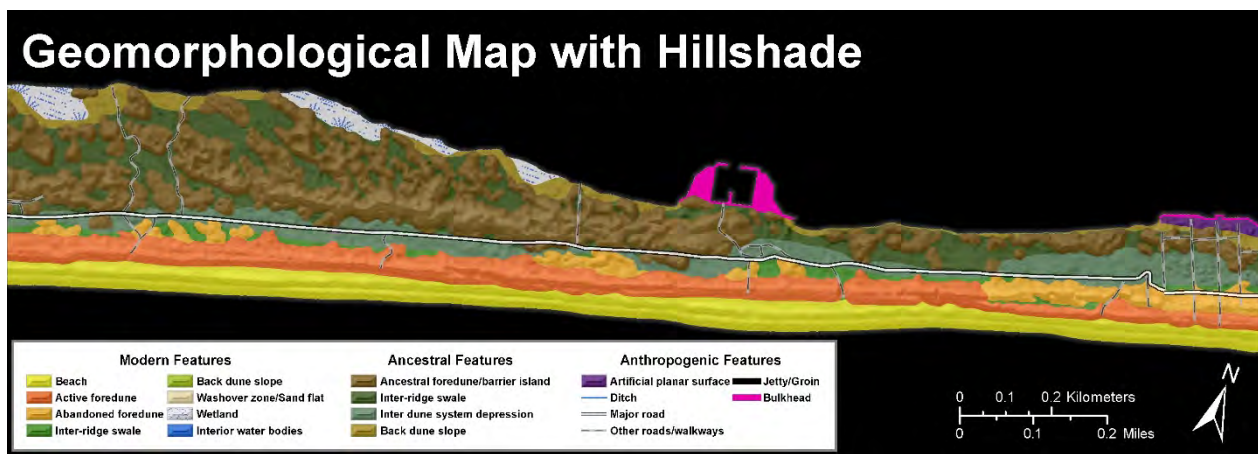 Geomorphological Map with Hillshade
Modern Features
Beach
Active foredune
Abandoned foredune
Inter-ridge swale
Back dune slope
Washover zone/Sand flat
Wetland
Interior water bodies
Ancestral Features
Ancestral foredune/barrier island
Inter-ridge swale
Inter dune system depression
Back dune slope
Anthropogenic Features
Artificial planar surface
Ditch
Major road
Other roads/walkways
Jetty/Groin
Bulkhead
0 0.1 0.2 Kilometers
0 0.1 0.2 Miles
N